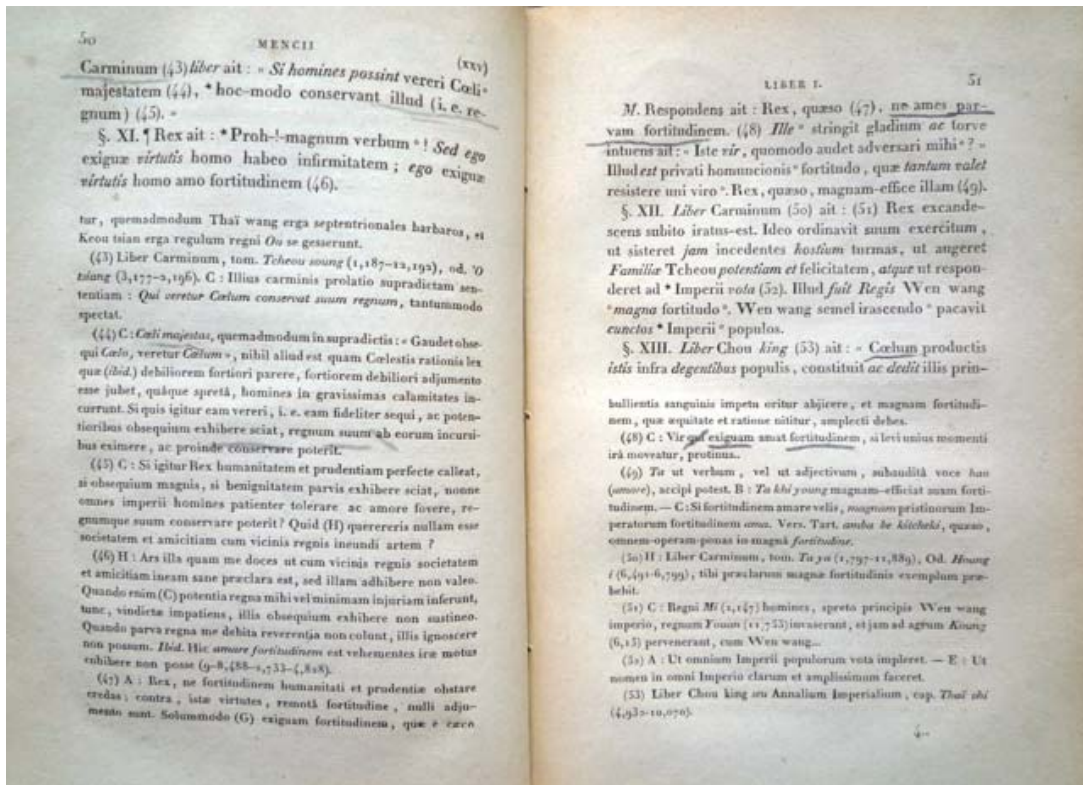 50
MENCII
(xxv)
Carminum (43) liber ait : « Si homines possint vereri Cœli
majestatem (44), * hoc-modo conservant illud (i. e. re-
gnum) (45). »
§. XI. ¶ Rex ait : * Proh-!-magnum verbum ° ! Sed ego
exiguæ virtutis homo habeo infirmitatem ; ego exiguæ
virtutis homo amo fortitudinem (46).
tur, quemadmodum Thaï wang erga septentrionales barbaros, et
Keou tsian erga regulum regni Ou se gesserunt.
(43) Liber Carminum, tom. Tcheou soung (1,187-12,192), od. 'O
tsiang (3,177-2,196). C : Illius carminis prolatio supradictam sen-
tentiam : Qui veretur Cœlum conservat suum regnum, tantummodo
spectat.
(44) C : Cœli majestas, quemadmodum in supradictis : « Gaudet obse-
qui Cœlo, veretur Cœlum », nihil aliud est quam Cœlestis rationis lex
quæ (ibid.) debiliorem fortiori parere, fortiorem debiliori adjumento
esse jubet, quâque spretâ, homines in gravissimas calamitates in-
currunt. Si quis igitur eam vereri, i. e. eam fideliter sequi, ac poten-
tioribus obsequium exhibere sciat, regnum suum ab eorum incursi-
bus eximere, ac proinde conservare poterit.
(45) C : Si igitur Rex humanitatem et prudentiam perfecte calleat,
si obsequium magnis, si benignitatem parvis exhibere sciat, nonne
omnes imperii homines patienter tolerare ac amore fovere, re-
gnumque suum conservare poterit ? Quid (H) quereris nullam esse
societatem et amicitiam cum vicinis regnis ineundi artem ?
(46) H : Ars illa quam me doces ut cum vicinis regnis societatem
et amicitiam ineam sane præclara est, sed illam adhibere non valeo.
Quando enim (C) potentia regna mihi vel minimam injuriam inferunt,
tunc, vindictæ impatiens, illis obsequium exhibere non sustineo.
Quando parva regna me debita reverentia non colunt, illis ignoscere
non possum. Ibid. Hic amare fortitudinem est vehementes iræ motus
cohibere non posse (9-8,488-1,733-4,828).
(47) A : Rex, ne fortitudinem humanitati et prudentiæ obstare
credas ; contra, istæ virtutes, remotâ fortitudine, nulli adju-
mento sunt. Solummodo (G) exiguam fortitudinem, quæ e cæco
LIBER I.
51
M. Respondens ait : Rex, quæso (47), ne ames par-
vam fortitudinem. (48) Ille ° stringit gladium ac torve
intuens ait : « Iste vir, quomodo audet adversari mihi ° ? »
Illud est privati homuncionis ° fortitudo, quæ tantum valet
resistere uni viro °. Rex, quæso, magnam-effice illam (49).
§. XII. Liber Carminum (50) ait : (51) Rex excande-
scens subito iratus-est. Ideo ordinavit suum exercitum,
ut sisteret jam incedentes hostium turmas, ut augeret
Familiæ Tcheou potentiam et felicitatem, atque ut respon-
deret ad * Imperii vota (52). Illud fuit Regis Wen wang
° magna fortitudo °. Wen wang semel irascendo ° pacavit
cunctos * Imperii ° populos.
§. XIII. Liber Chou king (53) ait : « Cœlum productis
istis infra degentibus populis, constituit ac dedit illis prin-
bullientis sanguinis impetu oritur abjicere, et magnam fortitudi-
nem, quæ æquitate et ratione nititur, amplecti debes.
(48) C : Vir qui exiguam amat fortitudinem, si levi unius momenti
irâ moveatur, protinus..
(49) Ta ut verbum, vel ut adjectivum, subauditâ voce hao
(amare), accipi potest. B : Ta khi young magnam-efficiat suam forti-
tudinem. — C : Si fortitudinem amare velis, magnam pristinorum Im-
peratorum fortitudinem ama. Vers. Tart. amba be kitcheki, quæso,
omnem-operam-ponas in magnâ fortitudine.
(50) H : Liber Carminum, tom. Ta ya (1,797-11,889), Od. Hoang
i (6,491-6,799), tibi præclarum magnæ fortitudinis exemplum præ-
bebit.
(51) C : Regni Mi (2,147) homines, spreto principis Wen wang
imperio, regnum Youan (11,753) invaserant, et jam ad agrum Koung
(6,15) pervenerant, cum Wen wang...
(52) A : Ut omnium Imperii populorum vota impleret. — E : Ut
nomen in omni Imperio clarum et amplissimum faceret.
(53) Liber Chou king seu Annalium Imperialium, cap. Thaï chi
(4,932-10,070).
4..